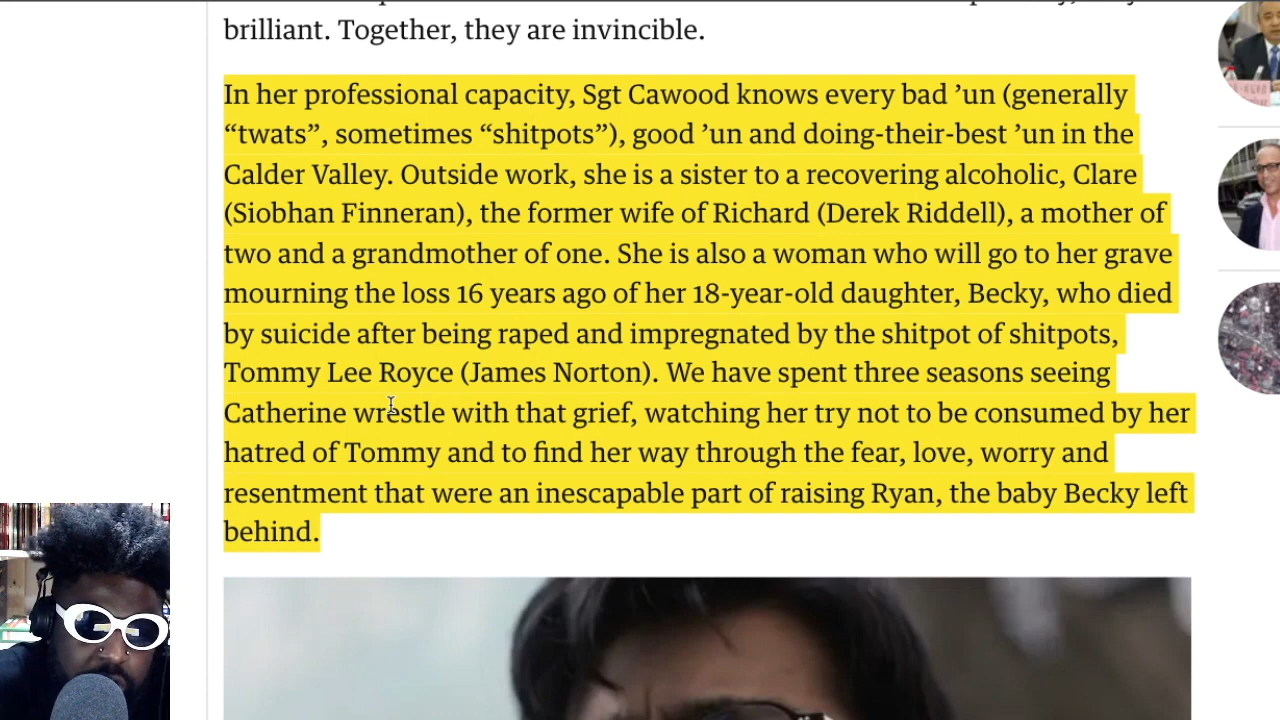 brilliant. Together, they are invincible.
In her professional capacity, Sgt Cawood knows every bad ’un (generally
“twats”, sometimes “shitpots”), good ’un and doing-their-best ’un in the
Calder Valley. Outside work, she is a sister to a recovering alcoholic, Clare
(Siobhan Finneran), the former wife of Richard (Derek Riddell), a mother of
two and a grandmother of one. She is also a woman who will go to her grave
mourning the loss 16 years ago of her 18-year-old daughter, Becky, who died
by suicide after being raped and impregnated by the shitpot of shitpots,
Tommy Lee Royce (James Norton). We have spent three seasons seeing
Catherine wrestle with that grief, watching her try not to be consumed by her
hatred of Tommy and to find her way through the fear, love, worry and
resentment that were an inescapable part of raising Ryan, the baby Becky left
behind.